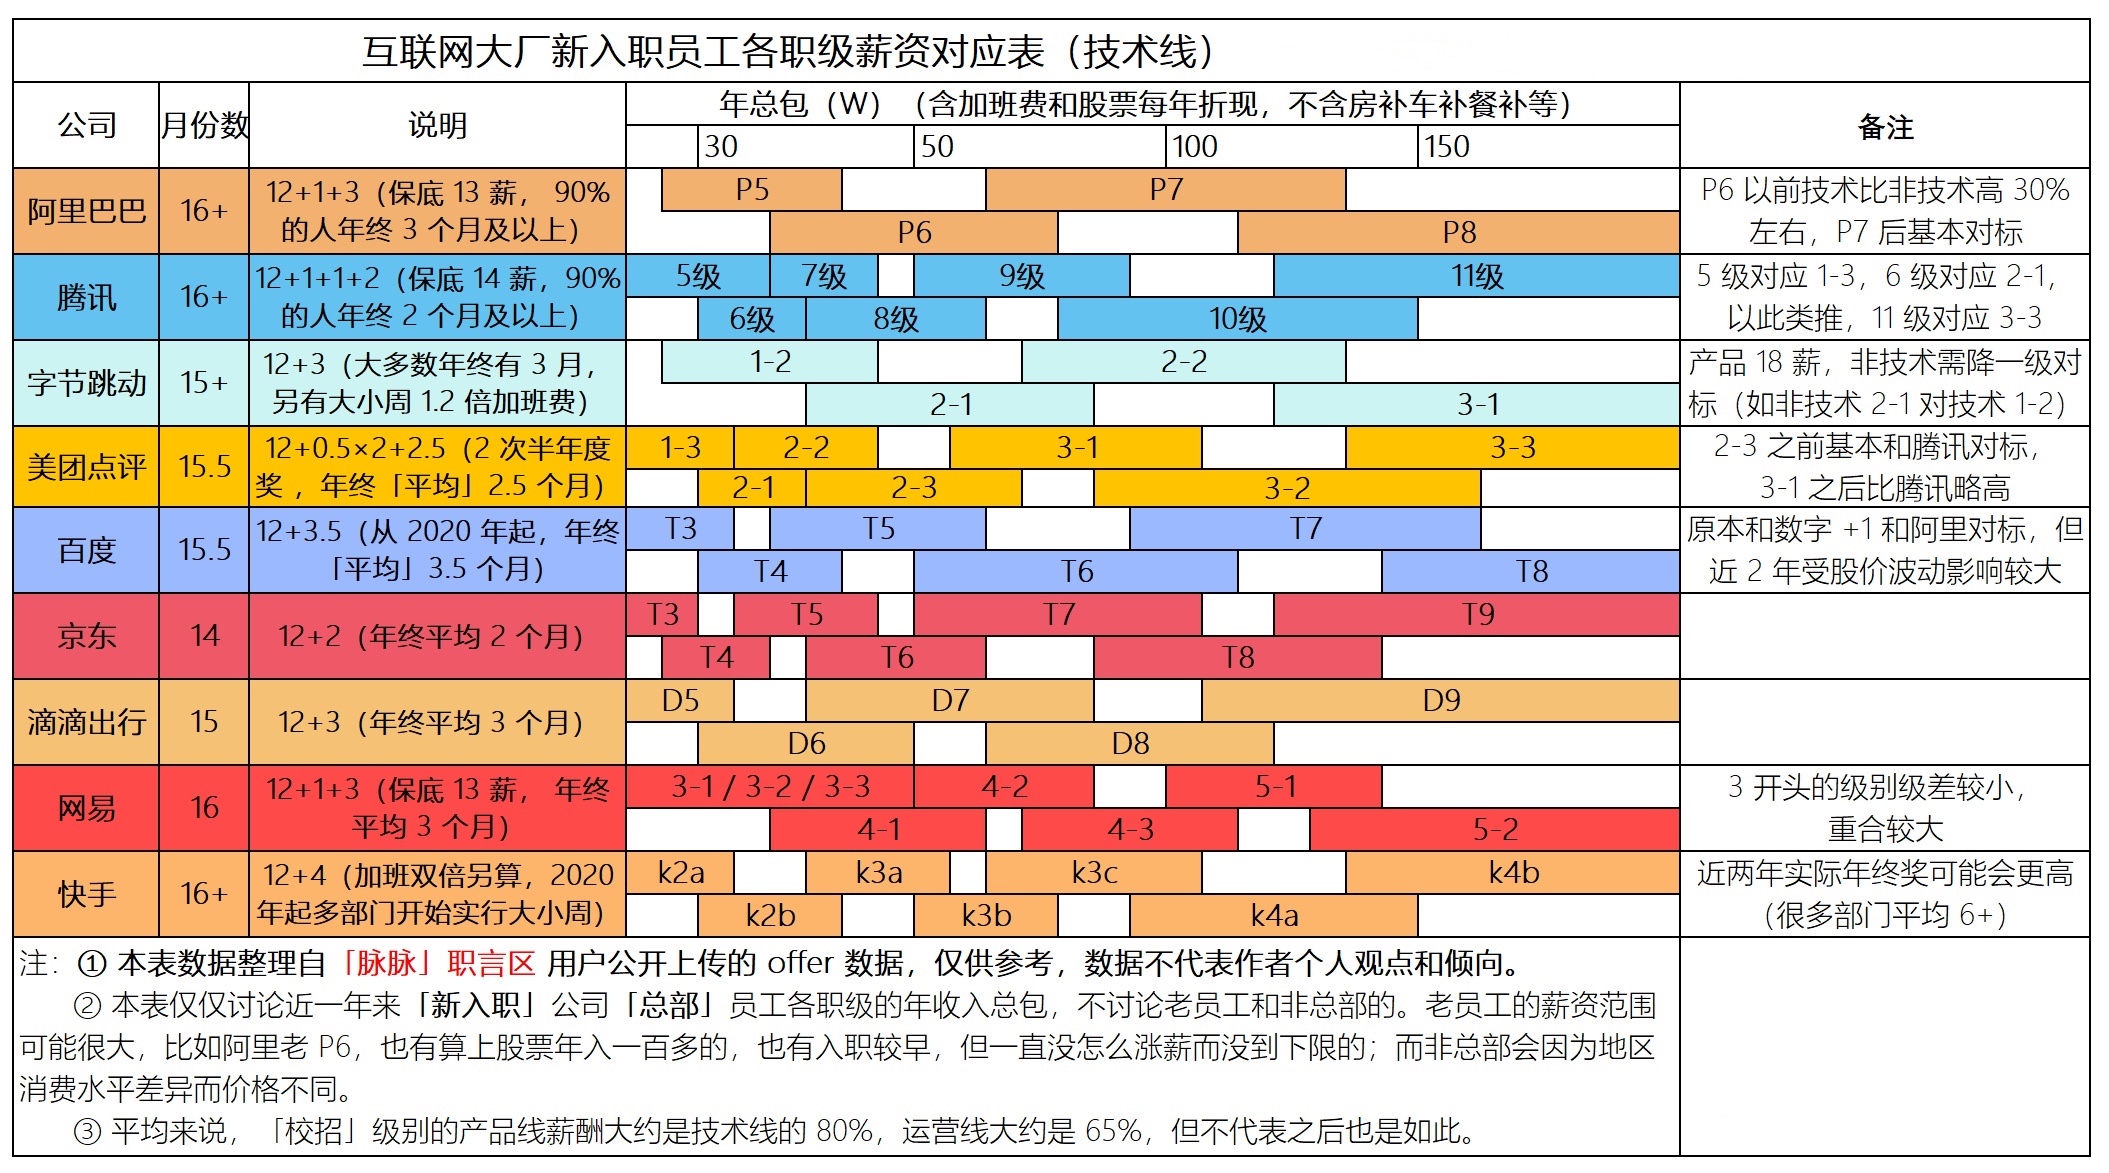 互联网大厂新入职员工各职级薪资对应表（技术线）
公司
月份数
说明
年总包（W）（含加班费和股票每年折现，不含房补车补餐补等）
30
50
100
150
备注
阿里巴巴
16+
12+1+3（保底 13 薪， 90%
的人年终 3 个月及以上）
P5
P7
P6
P8
P6 以前技术比非技术高 30%
左右，P7 后基本对标
腾讯
16+
12+1+1+2（保底 14 薪，90%
的人年终 2 个月及以上）
5级
7级
9级
11级
6级
8级
10级
5 级对应 1-3，6 级对应 2-1，
以此类推，11 级对应 3-3
字节跳动
15+
12+3（大多数年终有 3 月，
另有大小周 1.2 倍加班费）
1-2
2-2
2-1
3-1
产品 18 薪，非技术需降一级对
标（如非技术 2-1 对技术 1-2）
美团点评
15.5
12+0.5×2+2.5（2 次半年度
奖 ，年终「平均」2.5 个月）
1-3
2-2
3-1
3-3
2-1
2-3
3-2
2-3 之前基本和腾讯对标，
3-1 之后比腾讯略高
百度
15.5
12+3.5（从 2020 年起，年终
「平均」3.5 个月）
T3
T5
T7
T4
T6
T8
原本和数字 +1 和阿里对标，但
近 2 年受股价波动影响较大
京东
14
12+2（年终平均 2 个月）
T3
T5
T7
T9
T4
T6
T8
滴滴出行
15
12+3（年终平均 3 个月）
D5
D7
D9
D6
D8
网易
16
12+1+3（保底 13 薪， 年终
平均 3 个月）
3-1 / 3-2 / 3-3
4-2
5-1
4-1
4-3
5-2
3 开头的级别级差较小，
重合较大
快手
16+
12+4（加班双倍另算，2020
年起多部门开始实行大小周）
k2a
k3a
k3c
k4b
k2b
k3b
k4a
近两年实际年终奖可能会更高
（很多部门平均 6+）
注：① 本表数据整理自「脉脉」职言区 用户公开上传的 offer 数据，仅供参考，数据不代表作者个人观点和倾向。
② 本表仅仅讨论近一年来「新入职」公司「总部」员工各职级的年收入总包，不讨论老员工和非总部的。老员工的薪资范围
可能很大，比如阿里老 P6，也有算上股票年入一百多的，也有入职较早，但一直没怎么涨薪而没到下限的；而非总部会因为地区
消费水平差异而价格不同。
③ 平均来说，「校招」级别的产品线薪酬大约是技术线的 80%，运营线大约是 65%，但不代表之后也是如此。